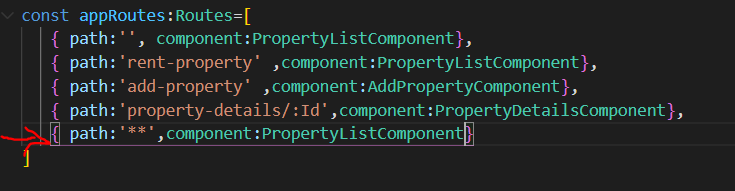 const appRoutes:Routes=[
{ path:'', component:PropertyListComponent},
{ path:'rent-property' ,component:PropertyListComponent},
{ path:'add-property' ,component:AddPropertyComponent},
{ path:'property-details/:Id',component:PropertyDetailsComponent},
{ path:'**',component:PropertyListComponent}
]